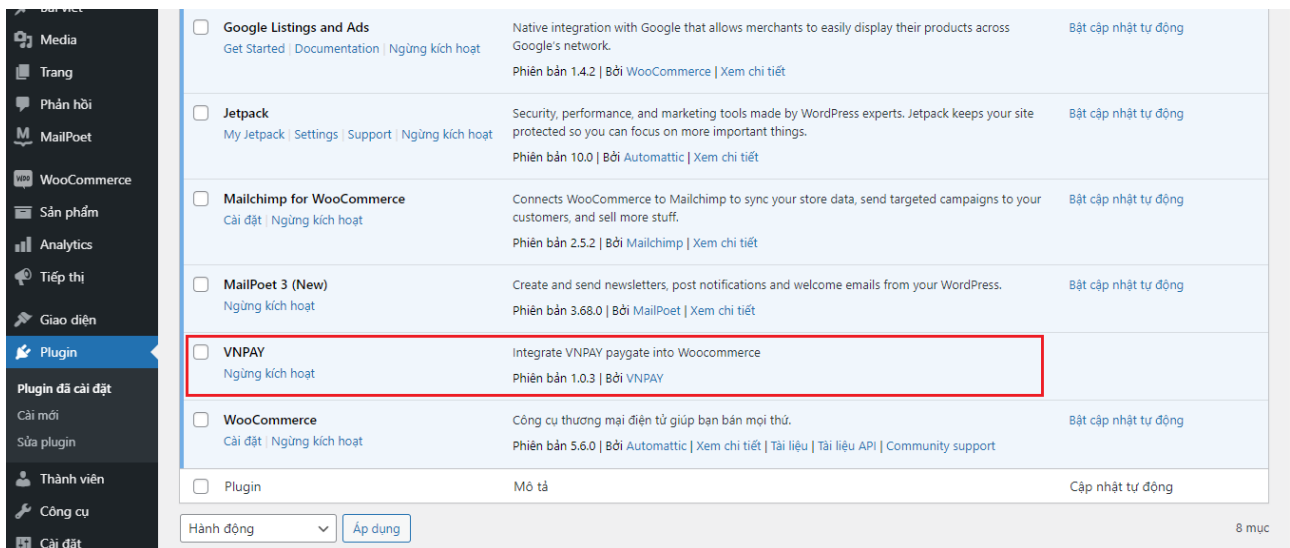 Bài viết
Media
Trang
Phản hồi
MailPoet
WooCommerce
Sản phẩm
Analytics
Tiếp thị
Giao diện
Plugin
Plugin đã cài đặt
Cài mới
Sửa plugin
Thành viên
Công cụ
Cài đặt
Google Listings and Ads
Get Started | Documentation | Ngừng kích hoạt
Native integration with Google that allows merchants to easily display their products across
Google's network.
Phiên bản 1.4.2 | Bởi WooCommerce | Xem chi tiết
Bật cập nhật tự động
Jetpack
My Jetpack | Settings | Support | Ngừng kích hoạt
Security, performance, and marketing tools made by WordPress experts. Jetpack keeps your site
protected so you can focus on more important things.
Phiên bản 10.0 | Bởi Automattic | Xem chi tiết
Bật cập nhật tự động
Mailchimp for WooCommerce
Cài đặt | Ngừng kích hoạt
Connects WooCommerce to Mailchimp to sync your store data, send targeted campaigns to your
customers, and sell more stuff.
Phiên bản 2.5.2 | Bởi Mailchimp | Xem chi tiết
Bật cập nhật tự động
MailPoet 3 (New)
Ngừng kích hoạt
Create and send newsletters, post notifications and welcome emails from your WordPress.
Phiên bản 3.68.0 | Bởi MailPoet | Xem chi tiết
Bật cập nhật tự động
VNPAY
Ngừng kích hoạt
Integrate VNPAY paygate into Woocommerce
Phiên bản 1.0.3 | Bởi VNPAY
WooCommerce
Cài đặt | Ngừng kích hoạt
Công cụ thương mại điện tử giúp bạn bán mọi thứ.
Phiên bản 5.6.0 | Bởi Automattic | Xem chi tiết | Tài liệu | Tài liệu API | Community support
Bật cập nhật tự động
Plugin
Mô tả
Cập nhật tự động
Hành động
Áp dụng
8 mục